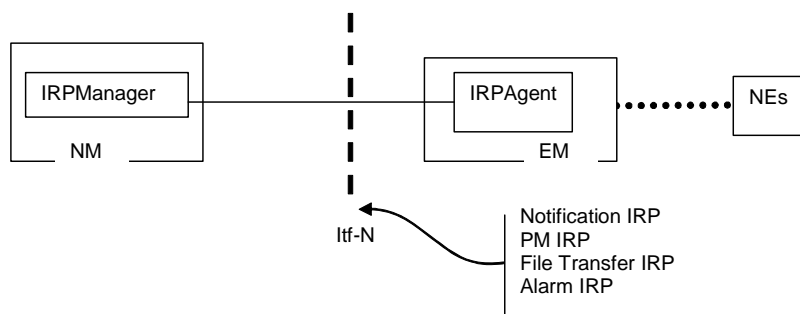 IRPManager
NM
IRPAgent
EM
NEs
Itf-N
Notification IRP
PM IRP
File Transfer IRP
Alarm IRP